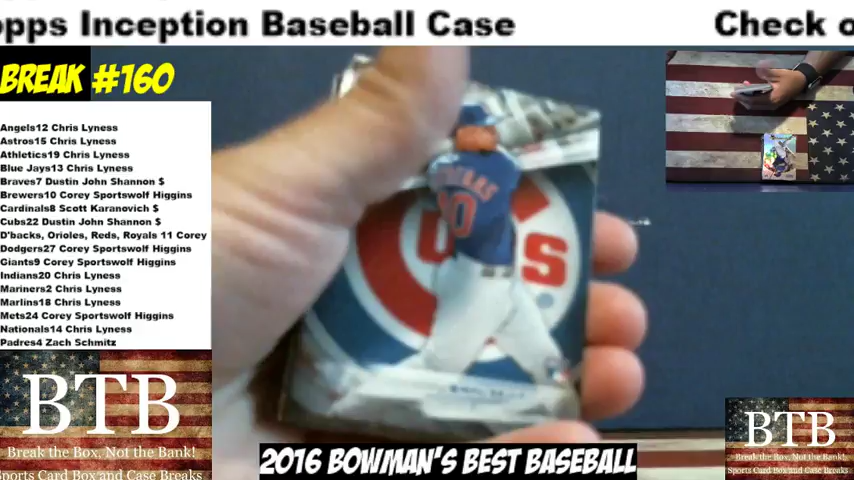 opps Inception Baseball Case
Check o
BREAK #160
Angels12 Chris Lyness
Astros15 Chris Lyness
Athletics19 Chris Lyness
Blue Jays13 Chris Lyness
Braves7 Dustin John Shannon $
Brewers10 Corey Sportswolf Higgins
Cardinals8 Scott Karanovich $
Cubs22 Dustin John Shannon $
D'backs, Orioles, Reds, Royals 11 Corey
Dodgers27 Corey Sportswolf Higgins
Giants9 Corey Sportswolf Higgins
Indians20 Chris Lyness
Mariners2 Chris Lyness
Marlins18 Chris Lyness
Mets24 Corey Sportswolf Higgins
Nationals14 Chris Lyness
Padres4 Zach Schmitz
BTB
Break the Box, Not the Bank!
Sports Card Box and Case Breaks
2016 BOWMAN'S BEST BASEBALL
BTB
Break the Box, Not the Bank!
Sports Card Box and Case Breaks